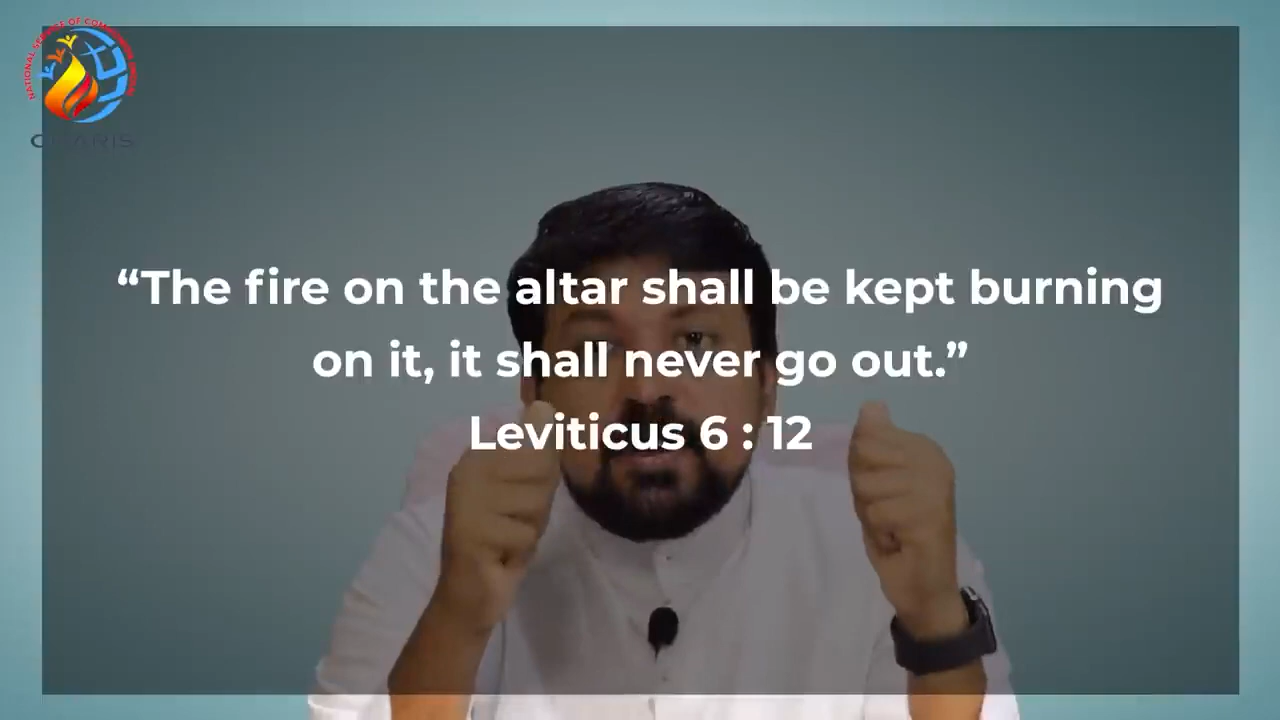 CHARIS
“The fire on the altar shall be kept burning
on it, it shall never go out.”
Leviticus 6 : 12